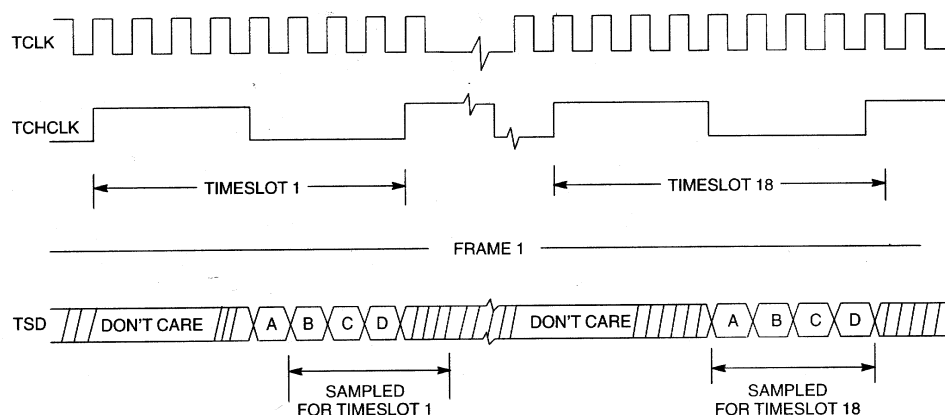 TCLK
TCHCLK
TIMESLOT 1
TIMESLOT 18
FRAME 1
TSD
DON'T CARE
A
B
C
D
DON'T CARE
A
B
C
D
SAMPLED
FOR TIMESLOT 1
SAMPLED
FOR TIMESLOT 18